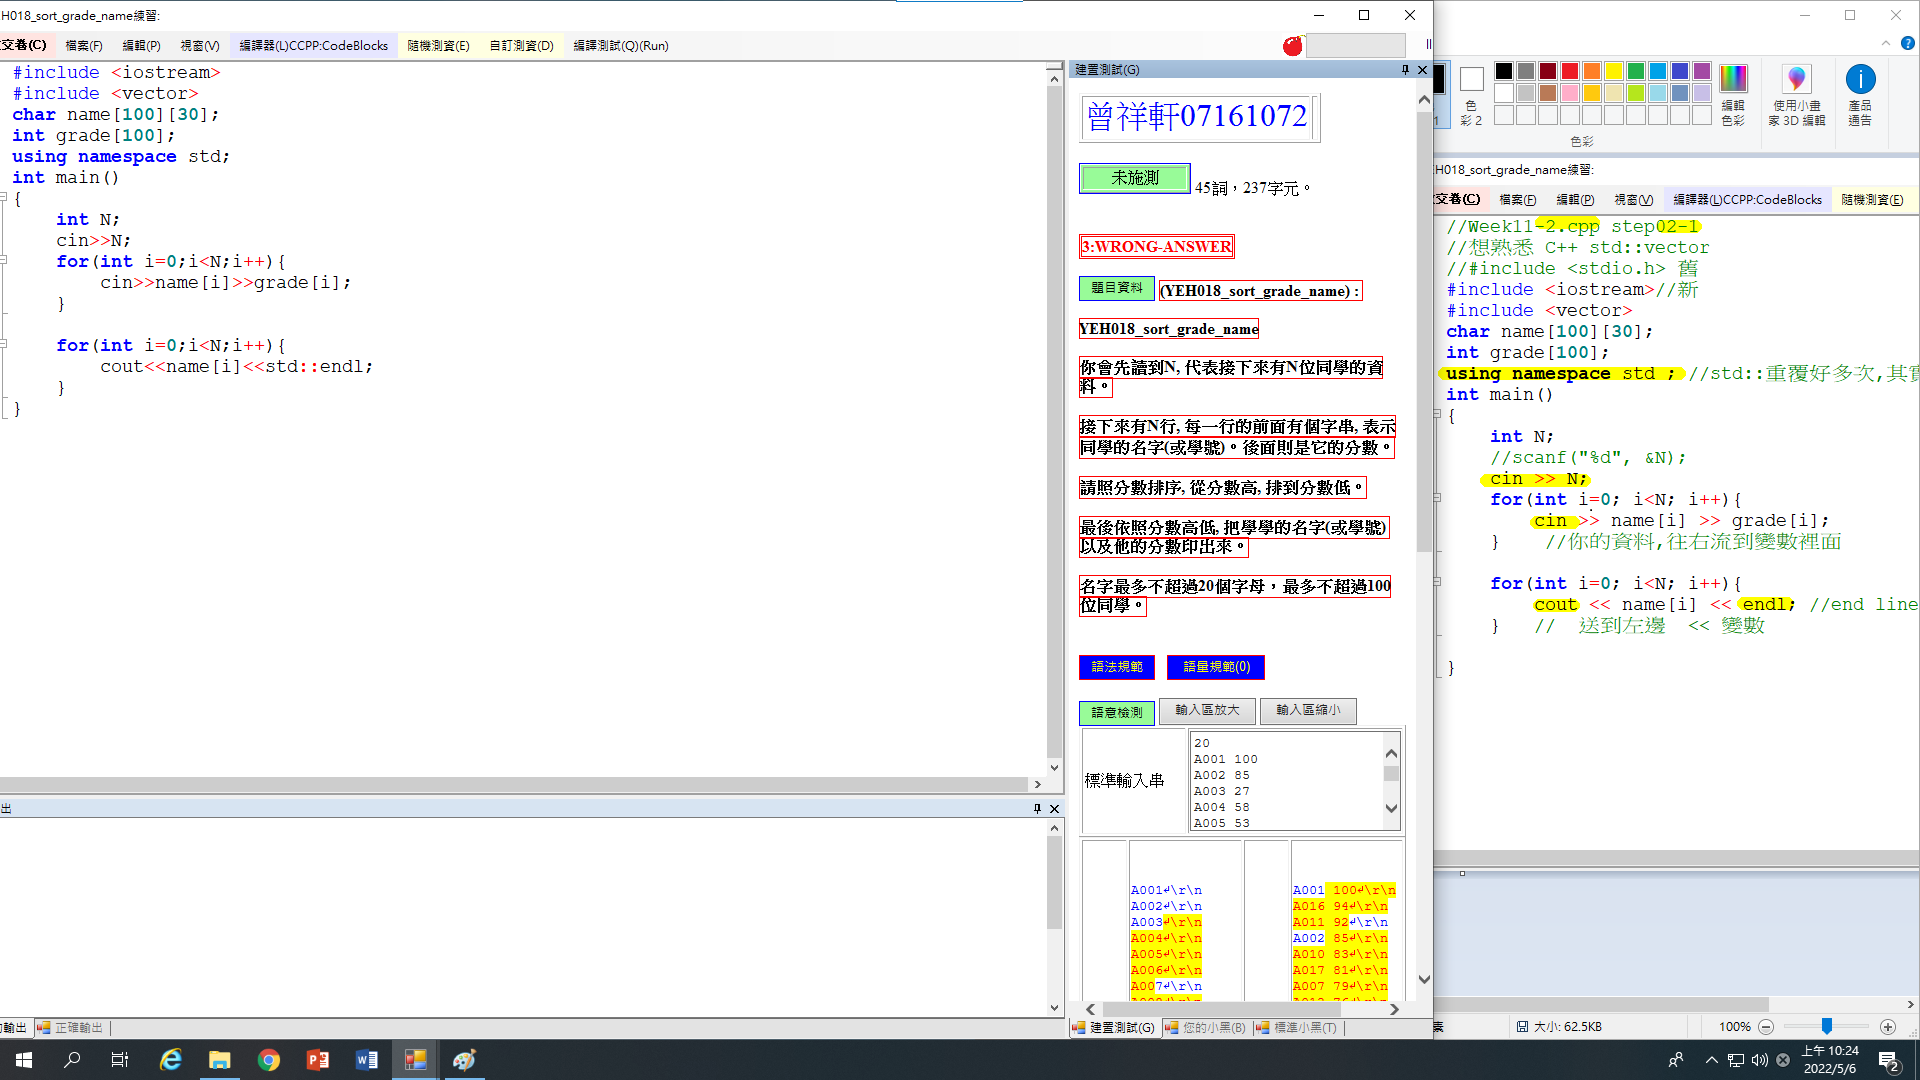 H018_sort_grade_name練習:
交卷(C) 檔案(F) 編輯(P) 視窗(V) 編譯器(L)CCPP:CodeBlocks 隨機測資(E) 自訂測資(D) 編譯測試(Q)(Run)
#include <iostream>
#include <vector>
char name[100][30];
int grade[100];
using namespace std;
int main()
{
int N;
cin>>N;
for(int i=0;i<N;i++){
cin>>name[i]>>grade[i];
}
for(int i=0;i<N;i++){
cout<<name[i]<<std::endl;
}
}
出
輸出 正確輸出
建置測試(G)
曾祥軒07161072
未施測 45詞，237字元。
3:WRONG-ANSWER
題目資料 (YEH018_sort_grade_name) :
YEH018_sort_grade_name
你會先讀到N, 代表接下來有N位同學的資
料。
接下來有N行, 每一行的前面有個字串, 表示
同學的名字(或學號)。後面則是它的分數。
請照分數排序, 從分數高, 排到分數低。
最後依照分數高低, 把學學的名字(或學號)
以及他的分數印出來。
名字最多不超過20個字母，最多不超過100
位同學。
語法規範 語量規範(0)
語意檢測 輸入區放大 輸入區縮小
標準輸入串
20
A001 100
A002 85
A003 27
A004 58
A005 53
A001↲\r\n
A002↲\r\n
A003↲\r\n
A004↲\r\n
A005↲\r\n
A006↲\r\n
A007↲\r\n
A001 100↲\r\n
A016 94↲\r\n
A011 92↲\r\n
A002 85↲\r\n
A010 83↲\r\n
A017 81↲\r\n
A007 79↲\r\n
建置測試(G) 您的小黑(B) 標準小黑(T)
1
色
彩 2
編輯
色彩
使用小畫
家 3D 編輯
產品
通告
色彩
H018_sort_grade_name練習:
交卷(C) 檔案(F) 編輯(P) 視窗(V) 編譯器(L)CCPP:CodeBlocks 隨機測資(E)
//Week11-2.cpp step02-1
//想熟悉 C++ std::vector
//#include <stdio.h> 舊
#include <iostream>//新
#include <vector>
char name[100][30];
int grade[100];
using namespace std ; //std::重覆好多次,其實
int main()
{
int N;
//scanf("%d", &N);
cin >> N;
for(int i=0; i<N; i++){
cin >> name[i] >> grade[i];
} //你的資料,往右流到變數裡面
for(int i=0; i<N; i++){
cout << name[i] << endl; //end line
} // 送到左邊 << 變數
}
大小: 62.5KB 100%
上午 10:24
2022/5/6
2